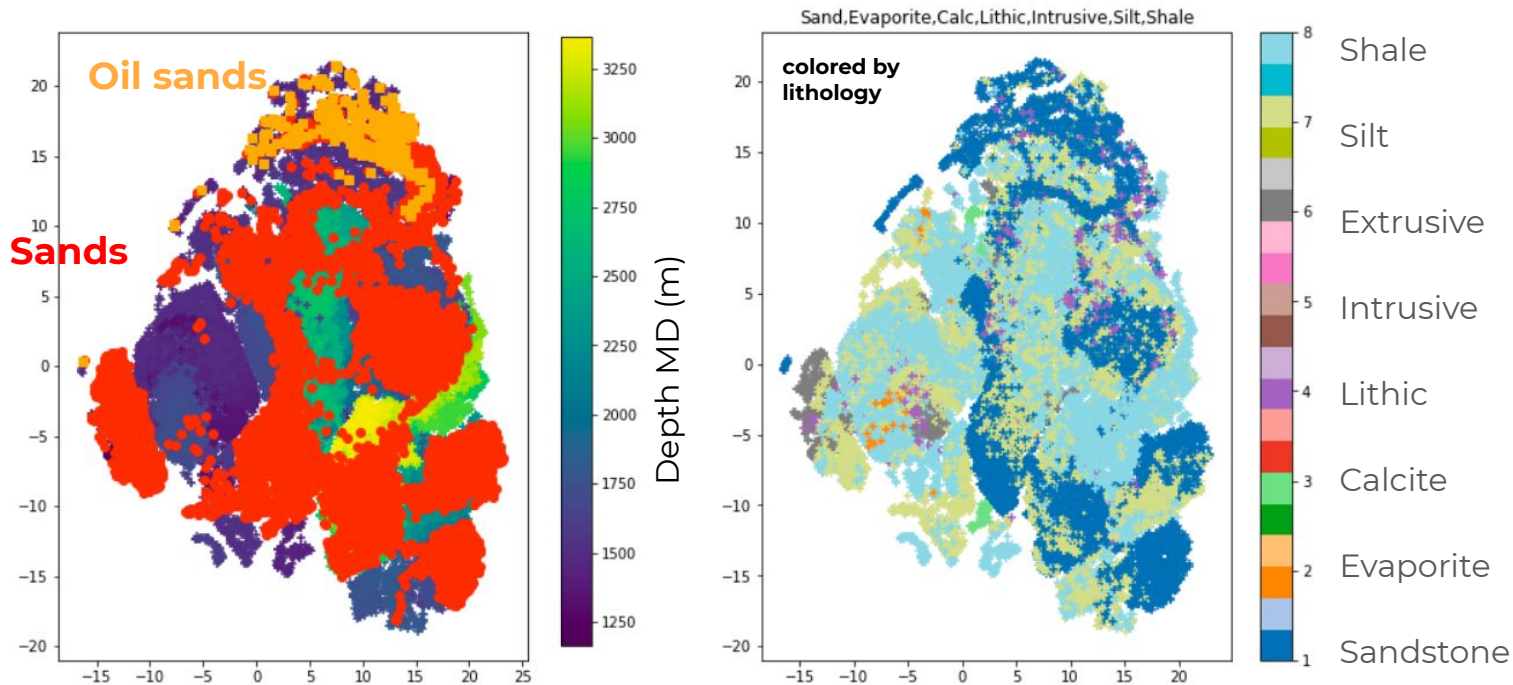 Sand,Evaporite,Calc,Lithic,Intrusive,Silt,Shale
Oil sands
Sands
20
15
10
5
0
−5
−10
−15
−20
−15 −10 −5 0 5 10 15 20 25
3250
3000
2750
2500
2250
2000
1750
1500
1250
Depth MD (m)
colored by
lithology
20
15
10
5
0
−5
−10
−15
−20
−15 −10 −5 0 5 10 15 20
8
7
6
5
4
3
2
1
Shale
Silt
Extrusive
Intrusive
Lithic
Calcite
Evaporite
Sandstone